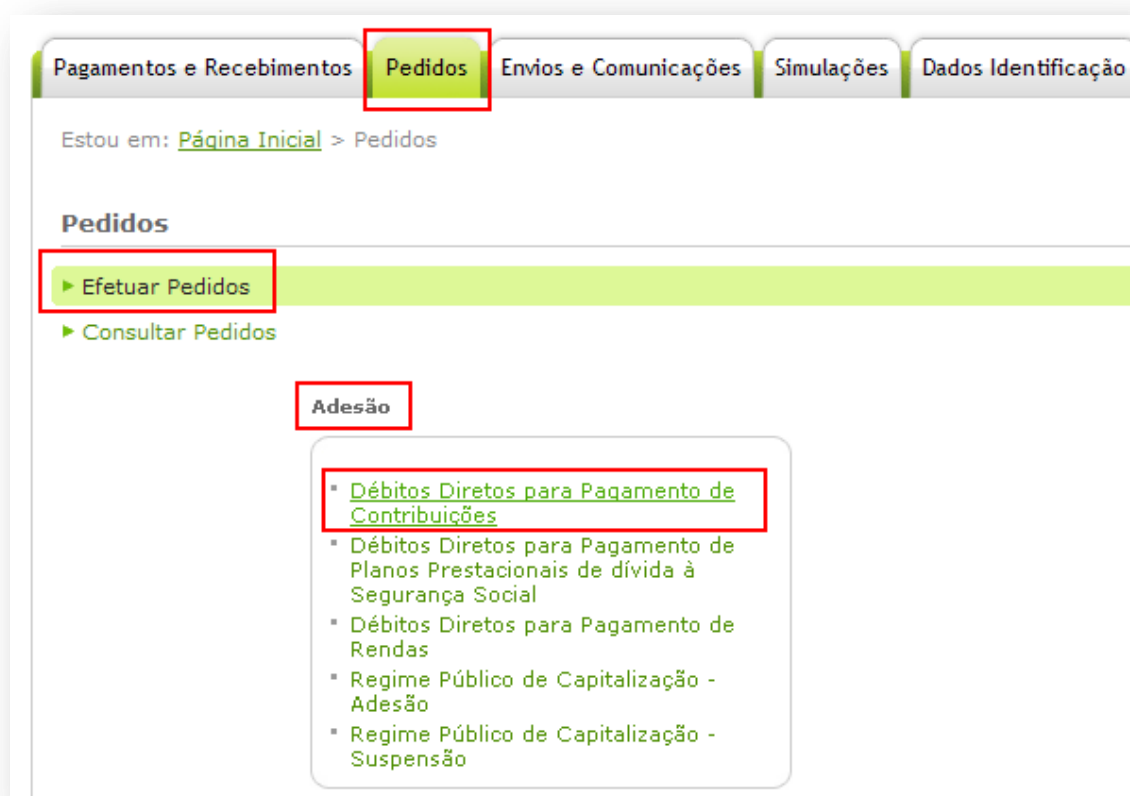 Pagamentos e Recebimentos Pedidos Envios e Comunicações Simulações Dados Identificação
Estou em: Página Inicial > Pedidos
Pedidos
Efetuar Pedidos
Consultar Pedidos
Adesão
Débitos Diretos para Pagamento de
Contribuições
Débitos Diretos para Pagamento de
Planos Prestacionais de dívida à
Segurança Social
Débitos Diretos para Pagamento de
Rendas
Regime Público de Capitalização -
Adesão
Regime Público de Capitalização -
Suspensão